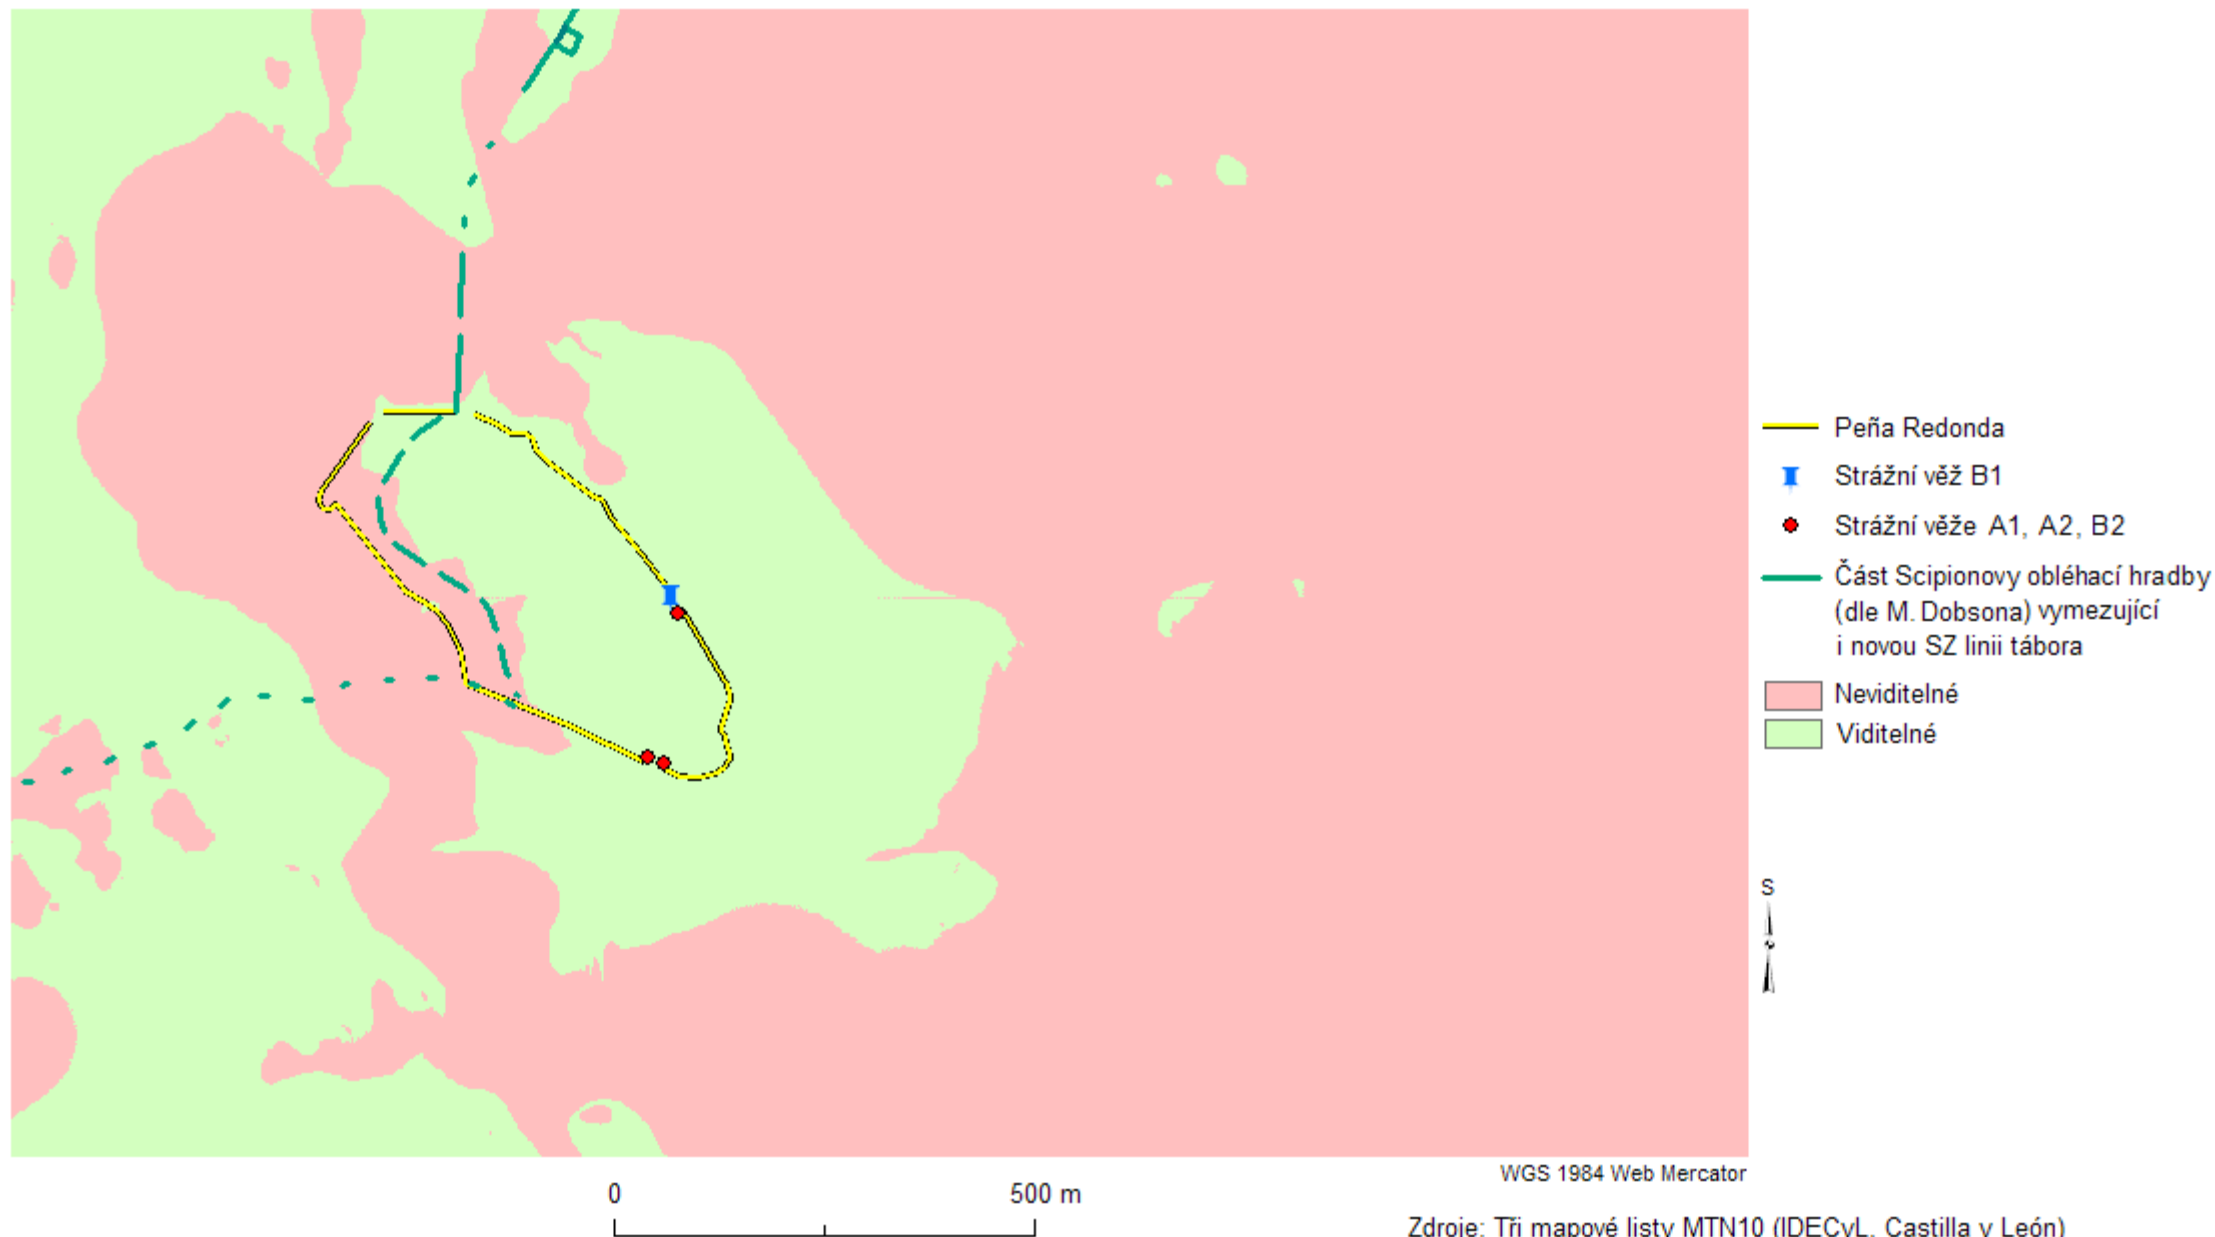 Peña Redonda
Strážní věž B1
Strážní věže A1, A2, B2
Část Scipionovy obléhací hradby
(dle M. Dobsona) vymezující
i novou SZ linii tábora
Neviditelné
Viditelné
S
WGS 1984 Web Mercator
0 500 m
Zdroje: Tři mapové listy MTN10 (IDECyL, Castilla y León)